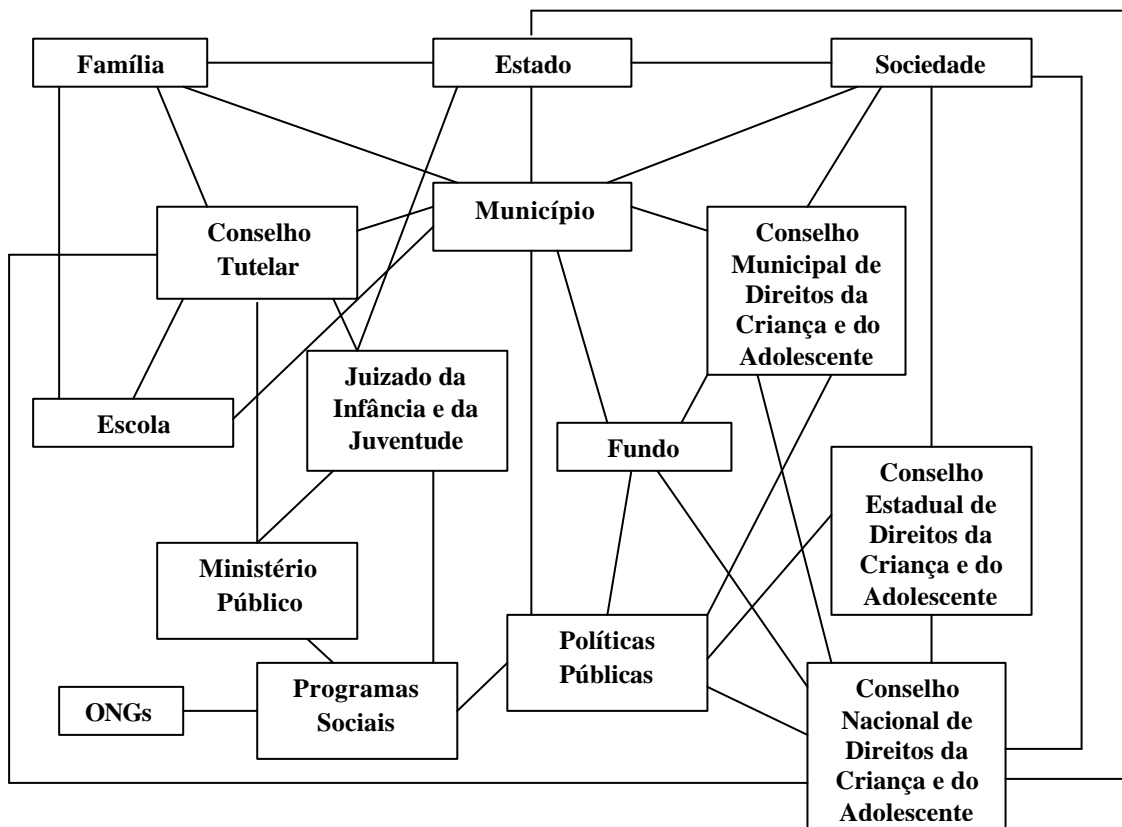 Família
Estado
Sociedade
Município
Conselho
Tutelar
Conselho
Municipal de
Direitos da
Criança e do
Adolescente
Juizado da
Infância e da
Juventude
Escola
Fundo
Conselho
Estadual de
Direitos da
Criança e do
Adolescente
Ministério
Público
Políticas
Públicas
Programas
Sociais
ONGs
Conselho
Nacional de
Direitos da
Criança e do
Adolescente